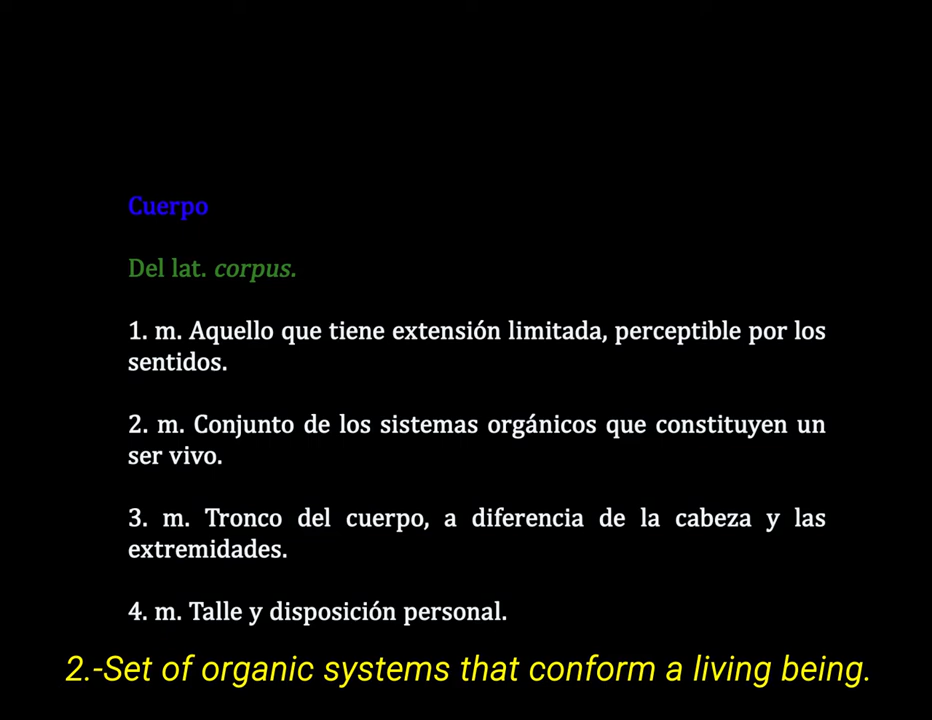 Cuerpo
Del lat. corpus.
1. m. Aquello que tiene extensión limitada, perceptible por los
sentidos.
2. m. Conjunto de los sistemas orgánicos que constituyen un
ser vivo.
3. m. Tronco del cuerpo, a diferencia de la cabeza y las
extremidades.
4. m. Talle y disposición personal.
2.-Set of organic systems that conform a living being.